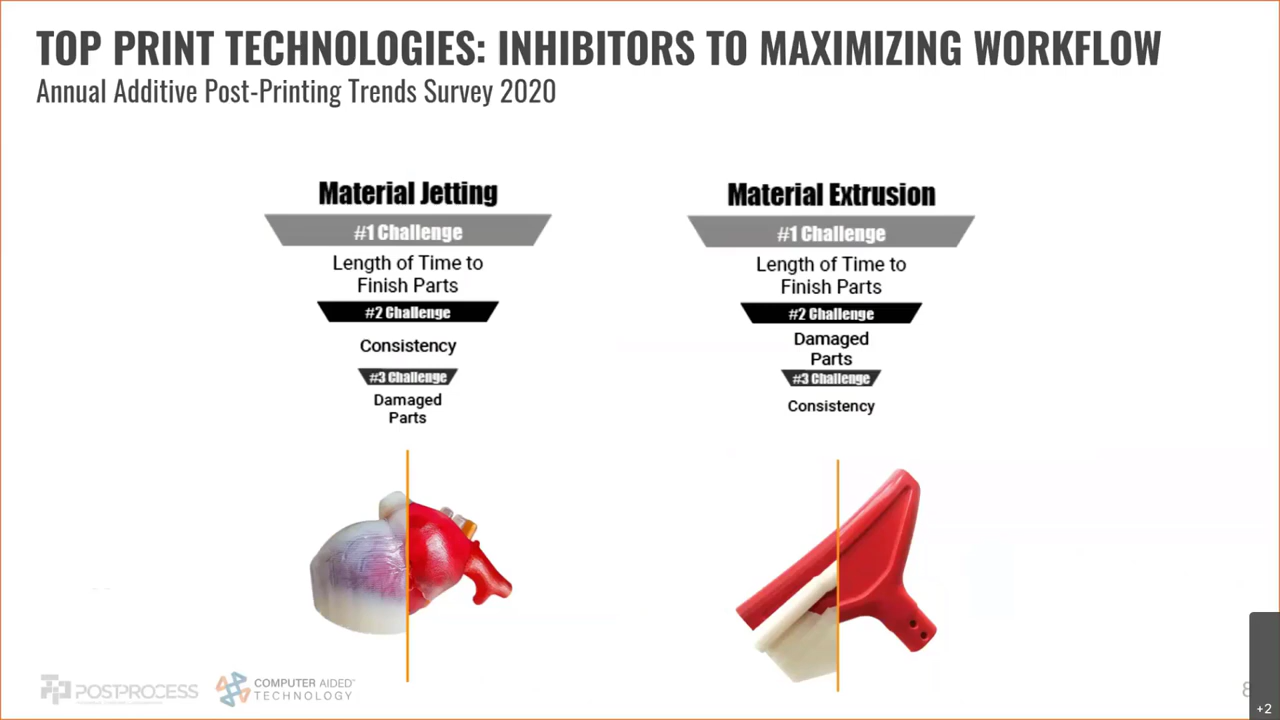 TOP PRINT TECHNOLOGIES: INHIBITORS TO MAXIMIZING WORKFLOW
Annual Additive Post-Printing Trends Survey 2020
Material Jetting
#1 Challenge
Length of Time to
Finish Parts
#2 Challenge
Consistency
#3 Challenge
Damaged
Parts
Material Extrusion
#1 Challenge
Length of Time to
Finish Parts
#2 Challenge
Damaged
Parts
#3 Challenge
Consistency
POSTPROCESS
COMPUTER AIDED
TECHNOLOGY
+2